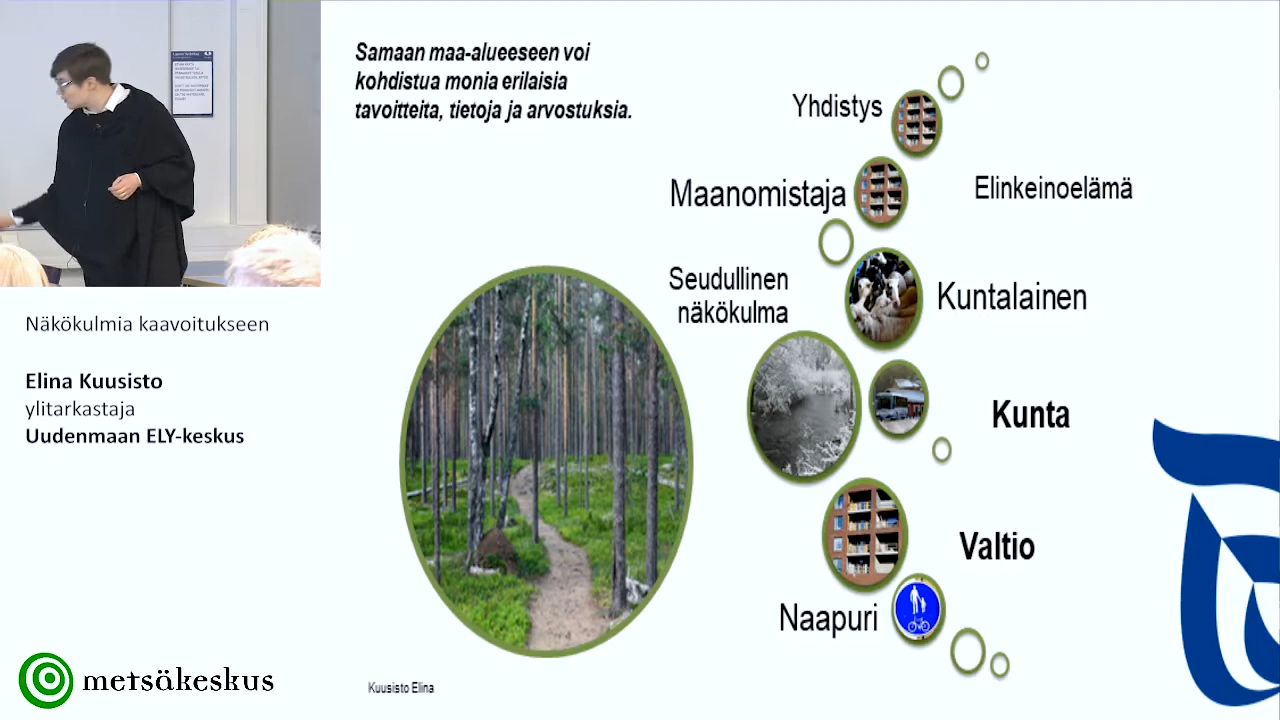 Samaan maa-alueeseen voi
kohdistua monia erilaisia
tavoitteita, tietoja ja arvostuksia.
Yhdistys
Maanomistaja
Elinkeinoelämä
Seudullinen
näkökulma
Kuntalainen
Kunta
Valtio
Naapuri
Näkökulmia kaavoitukseen
Elina Kuusisto
ylitarkastaja
Uudenmaan ELY-keskus
metsäkeskus
Kuusisto Elina